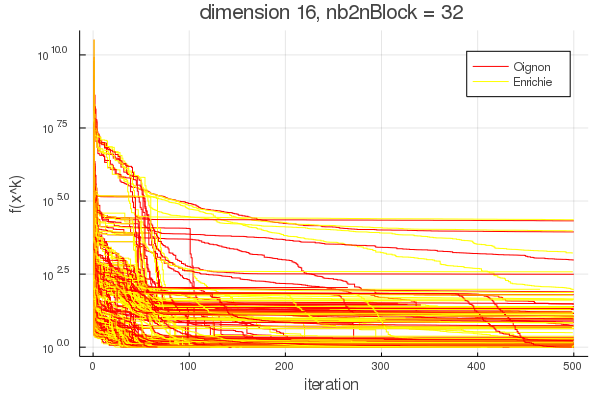 dimension 16, nb2nBlock = 32
10^10.0
10^7.5
10^5.0
10^2.5
10^0.0
f(x^k)
Oignon
Enrichie
0 100 200 300 400 500
iteration